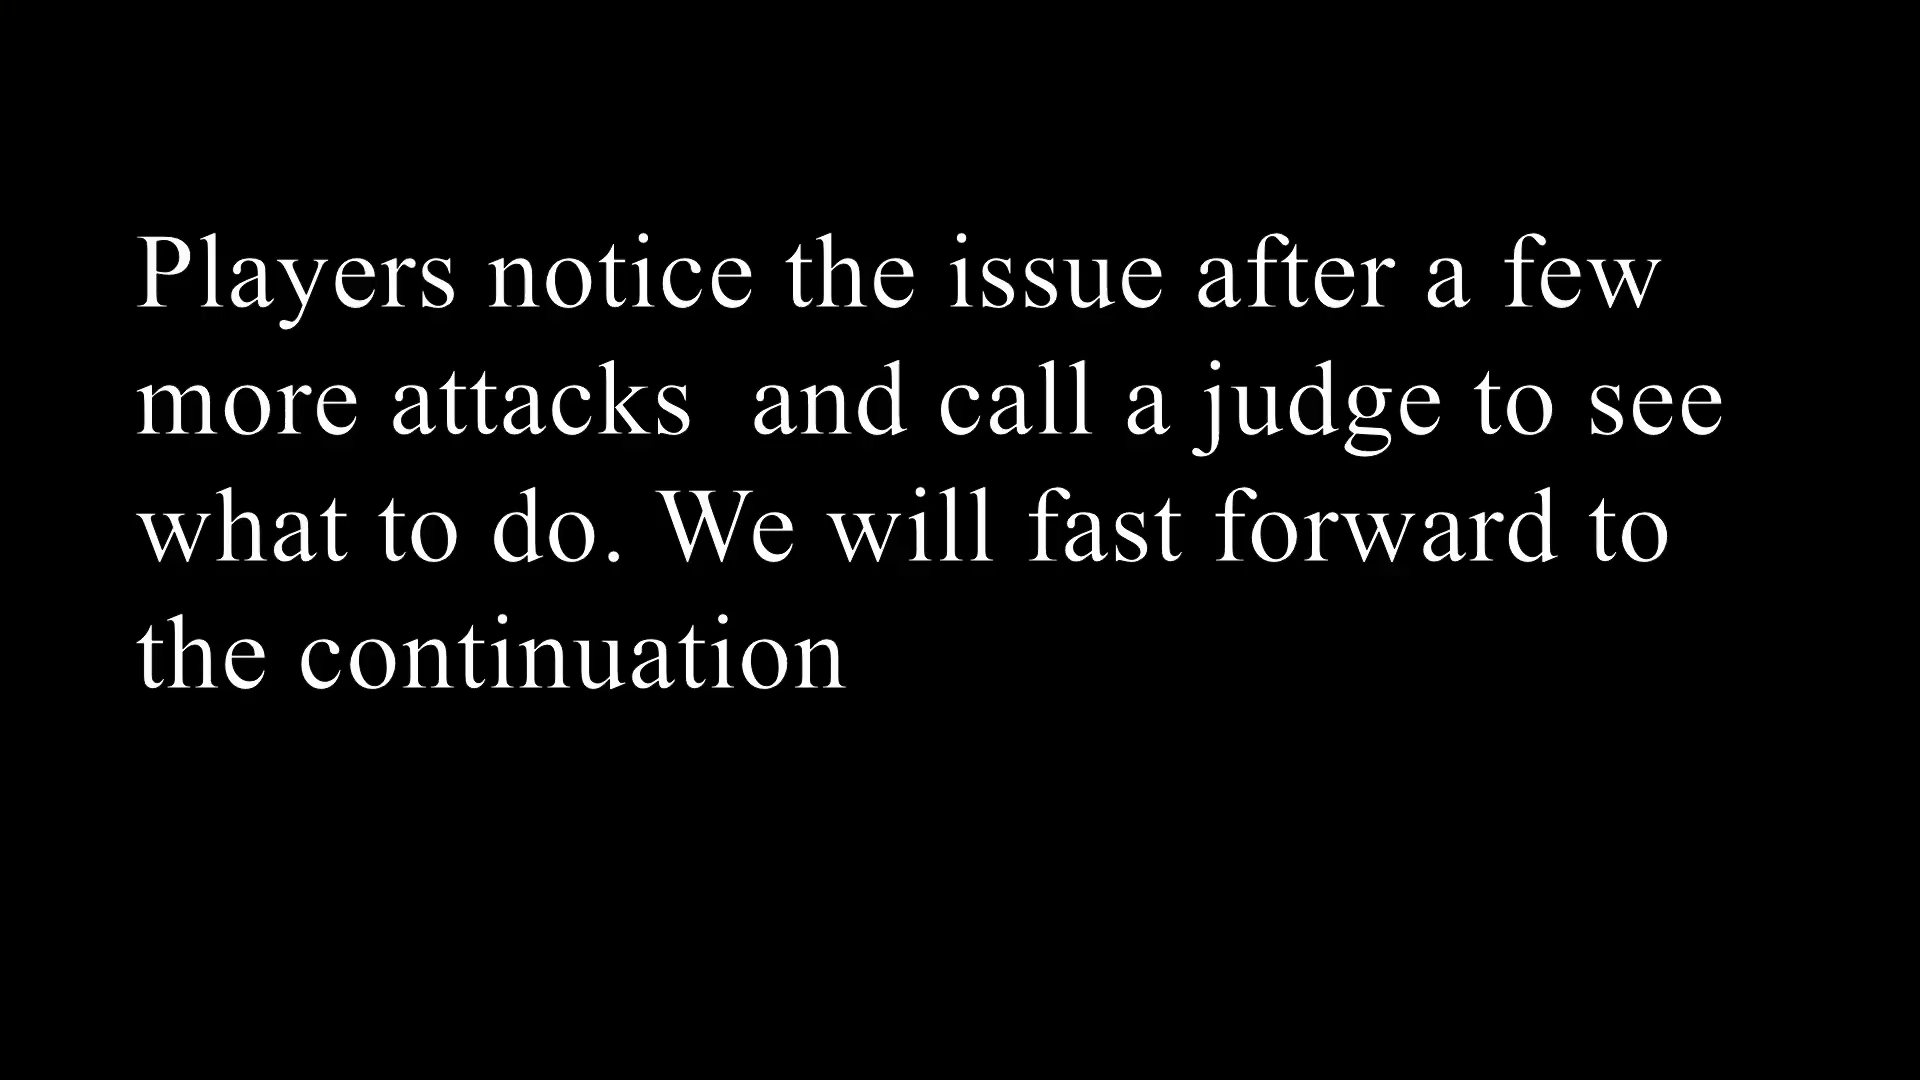 Players notice the issue after a few
more attacks  and call a judge to see
what to do. We will fast forward to
the continuation